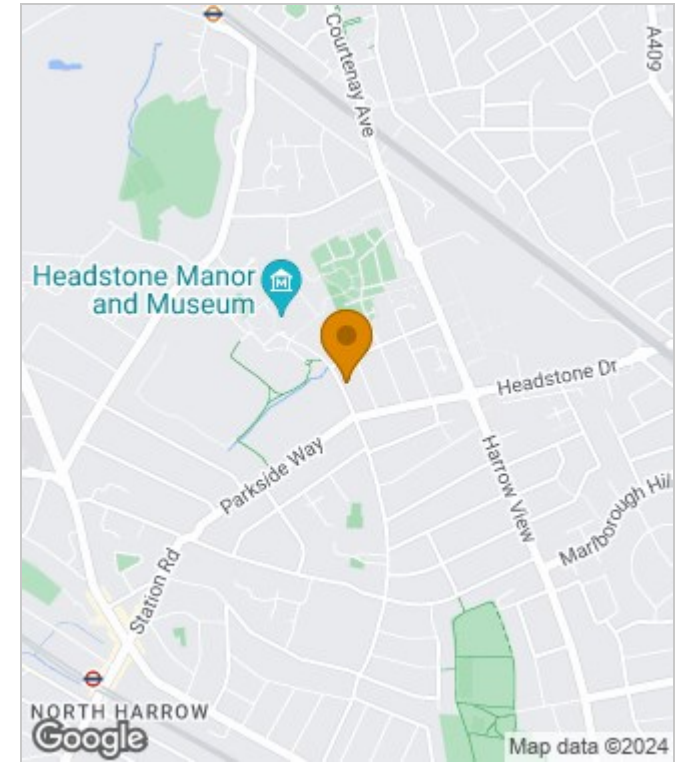 Courtenay Ave
A409
Headstone Manor
and Museum
M
Headstone Dr
Parkside Way
Harrow View
Marlborough Hil
Station Rd
NORTH HARROW
Google
Map data ©2024